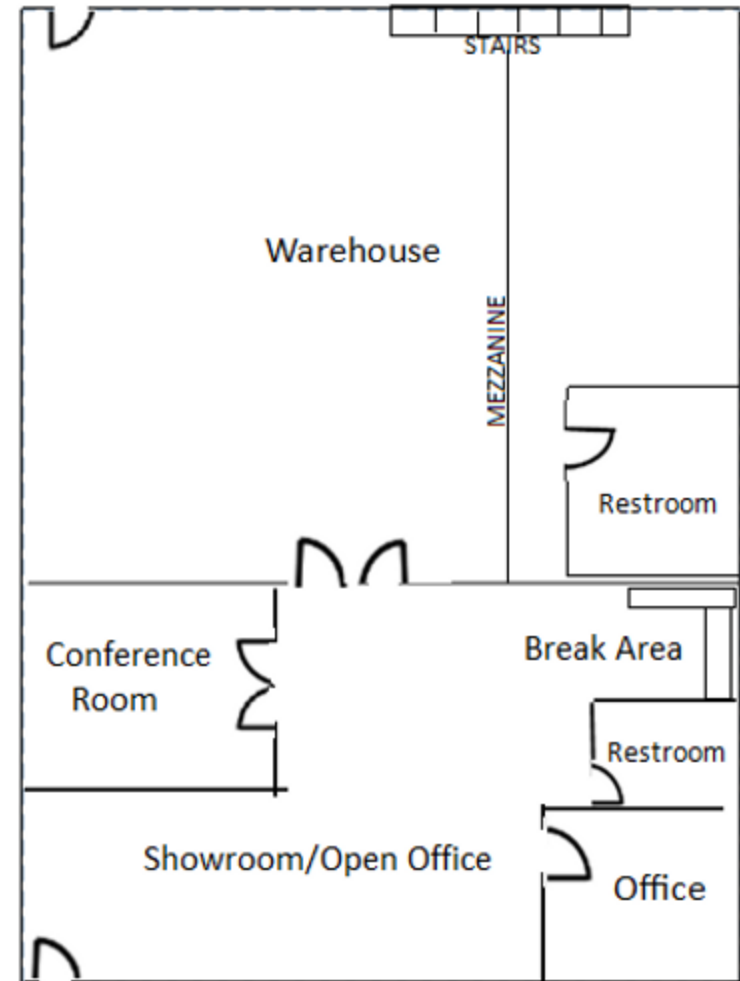 STAIRS
Warehouse
MEZZANINE
Restroom
Conference
Room
Break Area
Restroom
Showroom/Open Office
Office